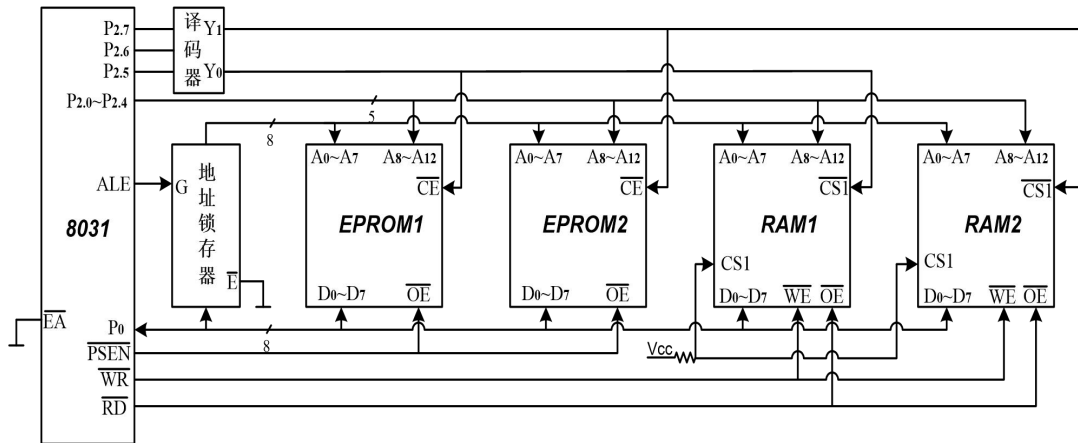 P2.7
P2.6
P2.5
P2.0~P2.4
ALE
8031
EA
P0
PSEN
WR
RD
译码器
Y1
Y0
G
地址锁存器
E
8
5
8
A0~A7 A8~A12
CE
EPROM1
D0~D7 OE
A0~A7 A8~A12
CE
EPROM2
D0~D7 OE
A0~A7 A8~A12
CS1
RAM1
CS1
D0~D7 WE OE
Vcc
A0~A7 A8~A12
CS1
RAM2
CS1
D0~D7 WE OE